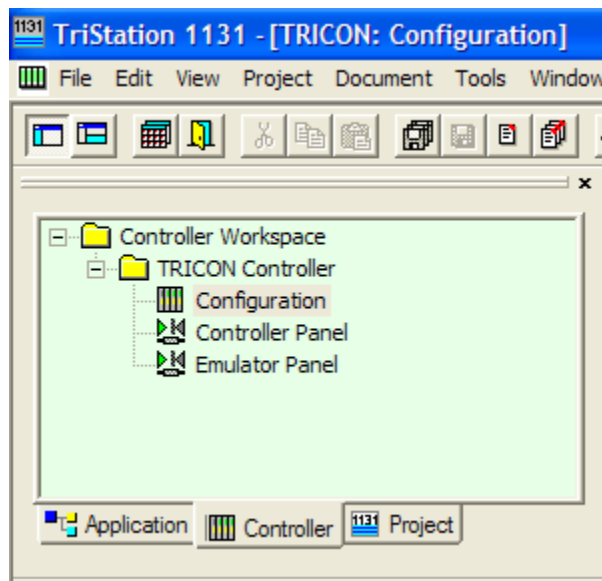 1131 TriStation 1131 - [TRICON: Configuration]
File Edit View Project Document Tools Window
x
Controller Workspace
TRICON Controller
Configuration
Controller Panel
Emulator Panel
Application Controller 1131 Project